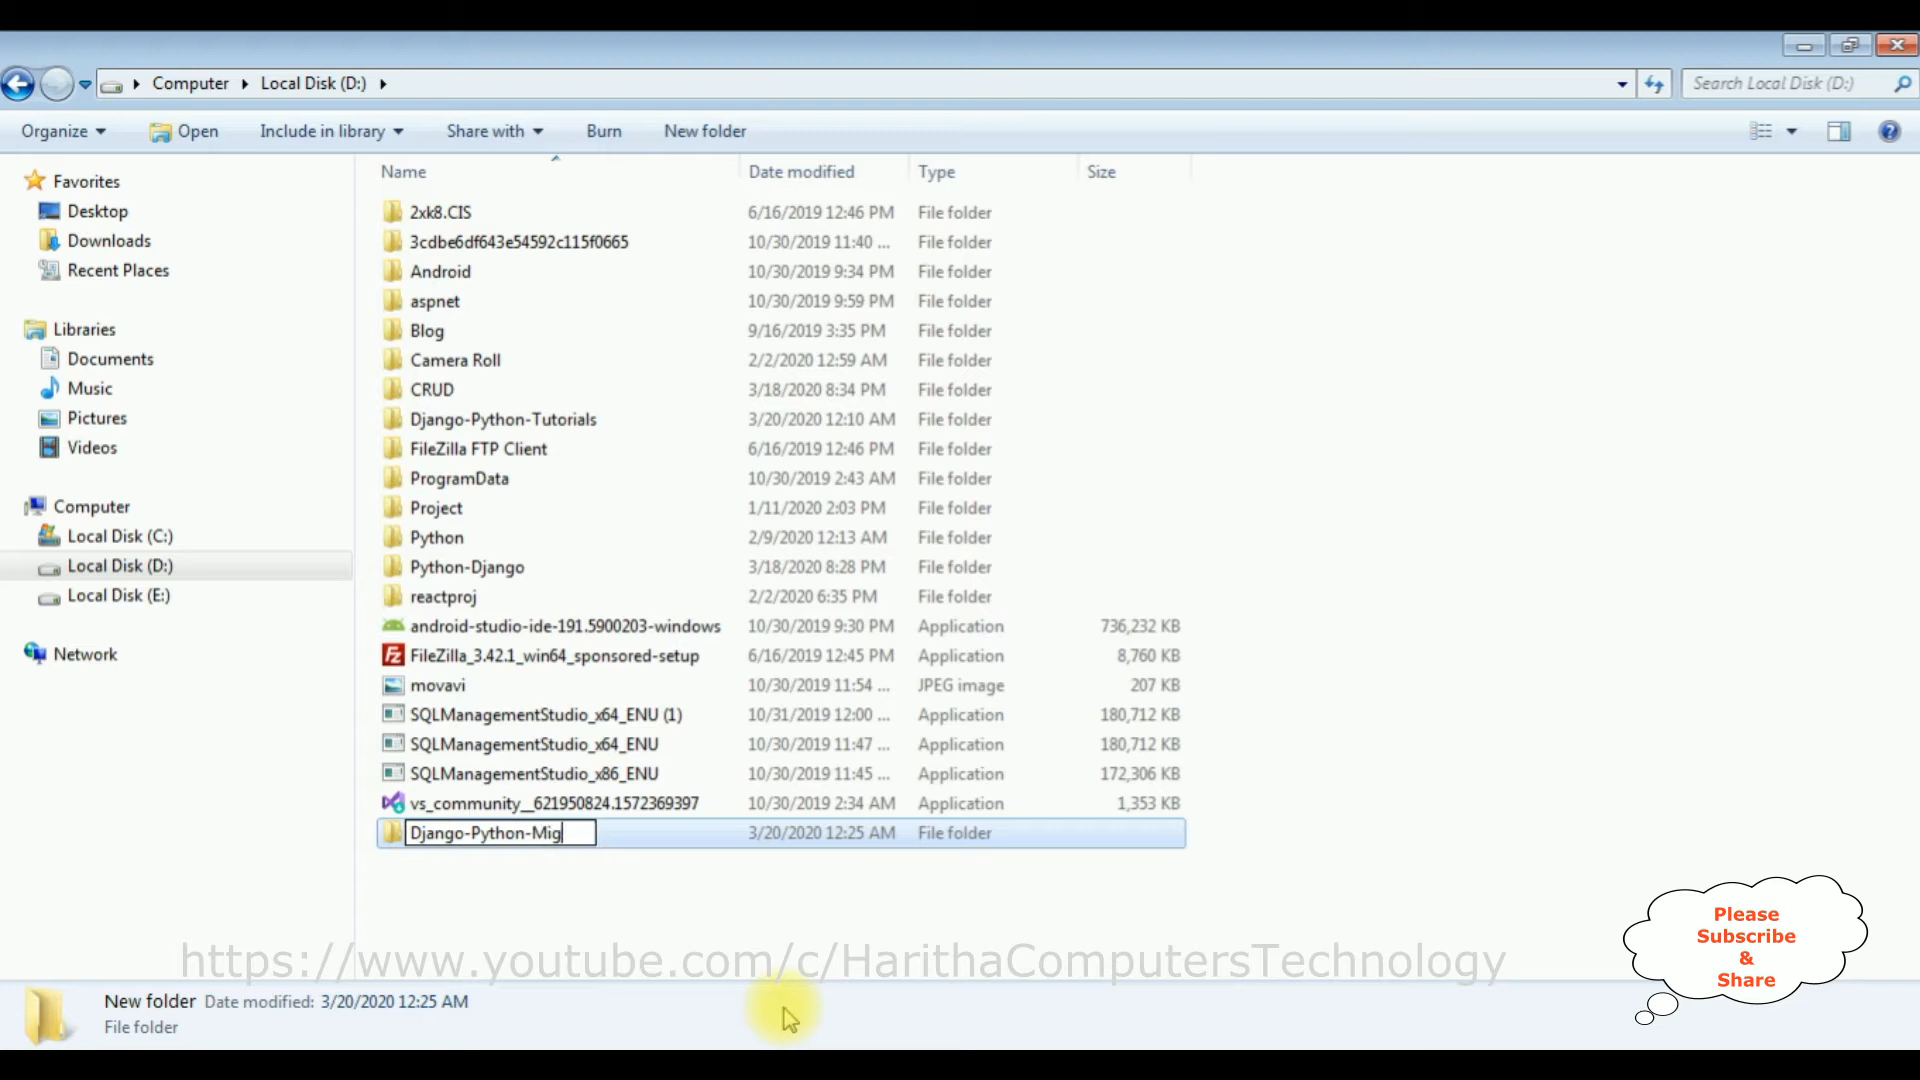 Computer Local Disk (D:)
Search Local Disk (D:)
Organize Open Include in library Share with Burn New folder
Favorites
Desktop
Downloads
Recent Places
Libraries
Documents
Music
Pictures
Videos
Computer
Local Disk (C:)
Local Disk (D:)
Local Disk (E:)
Network
Name Date modified Type Size
2xk8.CIS 6/16/2019 12:46 PM File folder
3cdbe6df643e54592c115f0665 10/30/2019 11:40 ... File folder
Android 10/30/2019 9:34 PM File folder
aspnet 10/30/2019 9:59 PM File folder
Blog 9/16/2019 3:35 PM File folder
Camera Roll 2/2/2020 12:59 AM File folder
CRUD 3/18/2020 8:34 PM File folder
Django-Python-Tutorials 3/20/2020 12:10 AM File folder
FileZilla FTP Client 6/16/2019 12:46 PM File folder
ProgramData 10/30/2019 2:43 AM File folder
Project 1/11/2020 2:03 PM File folder
Python 2/9/2020 12:13 AM File folder
Python-Django 3/18/2020 8:28 PM File folder
reactproj 2/2/2020 6:35 PM File folder
android-studio-ide-191.5900203-windows 10/30/2019 9:30 PM Application 736,232 KB
FileZilla_3.42.1_win64_sponsored-setup 6/16/2019 12:45 PM Application 8,760 KB
movavi 10/30/2019 11:54 ... JPEG image 207 KB
SQLManagementStudio_x64_ENU (1) 10/31/2019 12:00 ... Application 180,712 KB
SQLManagementStudio_x64_ENU 10/30/2019 11:47 ... Application 180,712 KB
SQLManagementStudio_x86_ENU 10/30/2019 11:45 ... Application 172,306 KB
vs_community__621950824.1572369397 10/30/2019 2:34 AM Application 1,353 KB
Django-Python-Mig 3/20/2020 12:25 AM File folder
Please
Subscribe
&
Share
https://www.youtube.com/c/HarithaComputersTechnology
New folder Date modified: 3/20/2020 12:25 AM
File folder